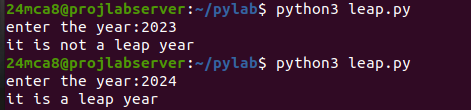 24mca8@projlabserver:~/pylab$ python3 leap.py
enter the year:2023
it is not a leap year
24mca8@projlabserver:~/pylab$ python3 leap.py
enter the year:2024
it is a leap year